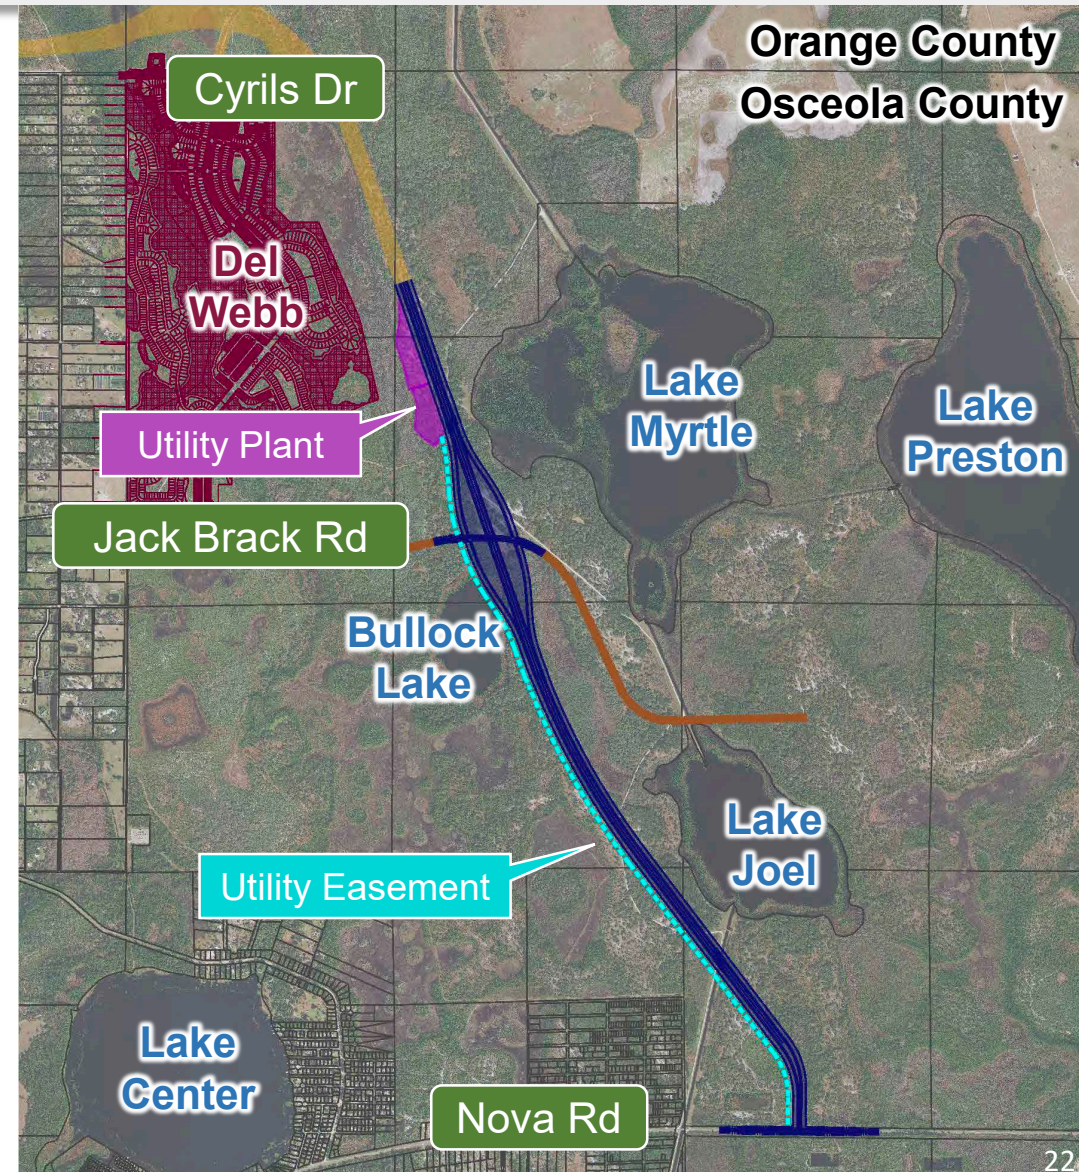 Orange County
Osceola County
Cyrils Dr
Del
Webb
Utility Plant
Lake
Myrtle
Lake
Preston
Jack Brack Rd
Bullock
Lake
Lake
Joel
Utility Easement
Lake
Center
Nova Rd
22